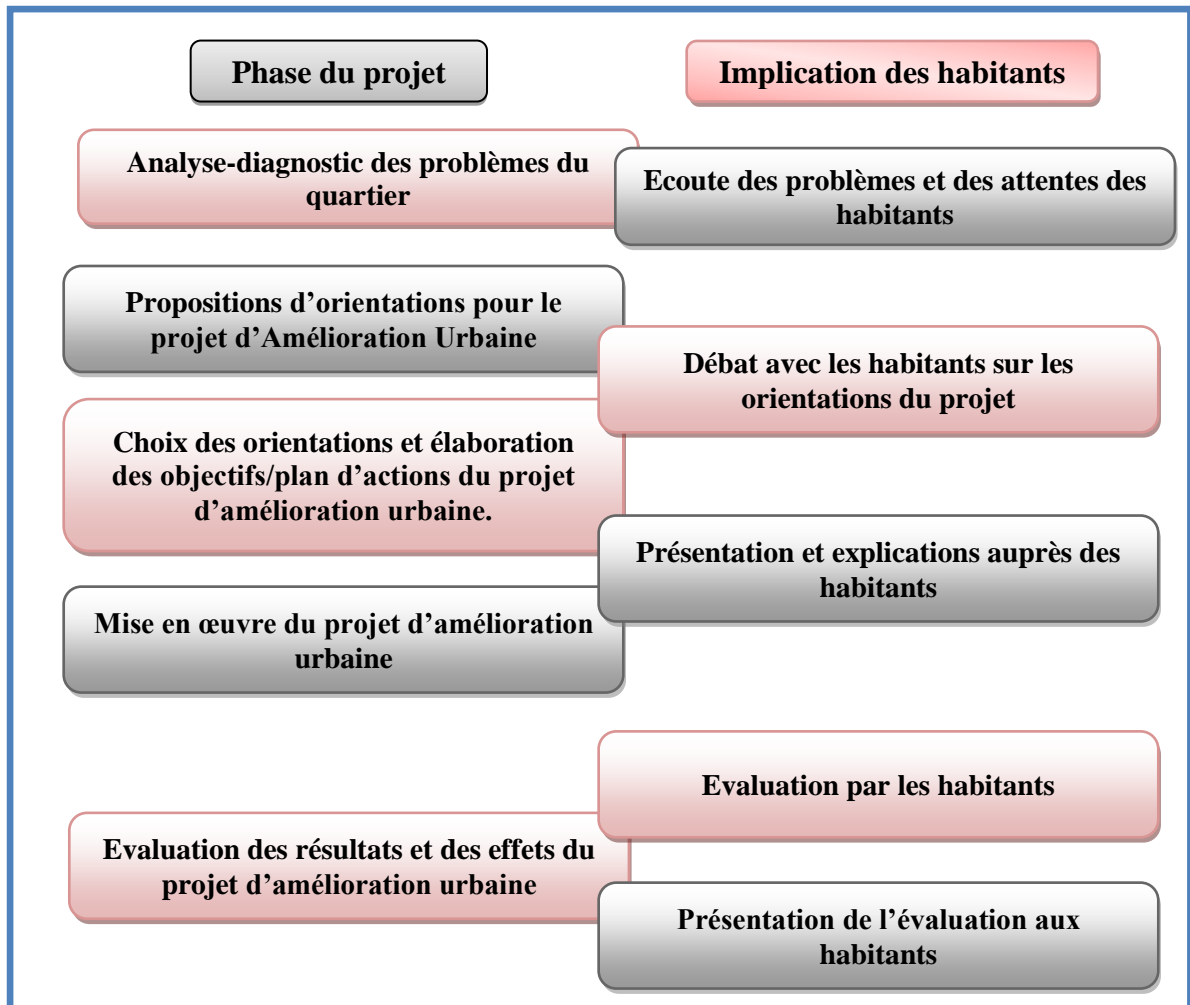 Phase du projet
Implication des habitants
Analyse-diagnostic des problèmes du
quartier
Ecoute des problèmes et des attentes des
habitants
Propositions d’orientations pour le
projet d’Amélioration Urbaine
Débat avec les habitants sur les
orientations du projet
Choix des orientations et élaboration
des objectifs/plan d’actions du projet
d’amélioration urbaine.
Présentation et explications auprès des
habitants
Mise en œuvre du projet d’amélioration
urbaine
Evaluation par les habitants
Evaluation des résultats et des effets du
projet d’amélioration urbaine
Présentation de l’évaluation aux
habitants